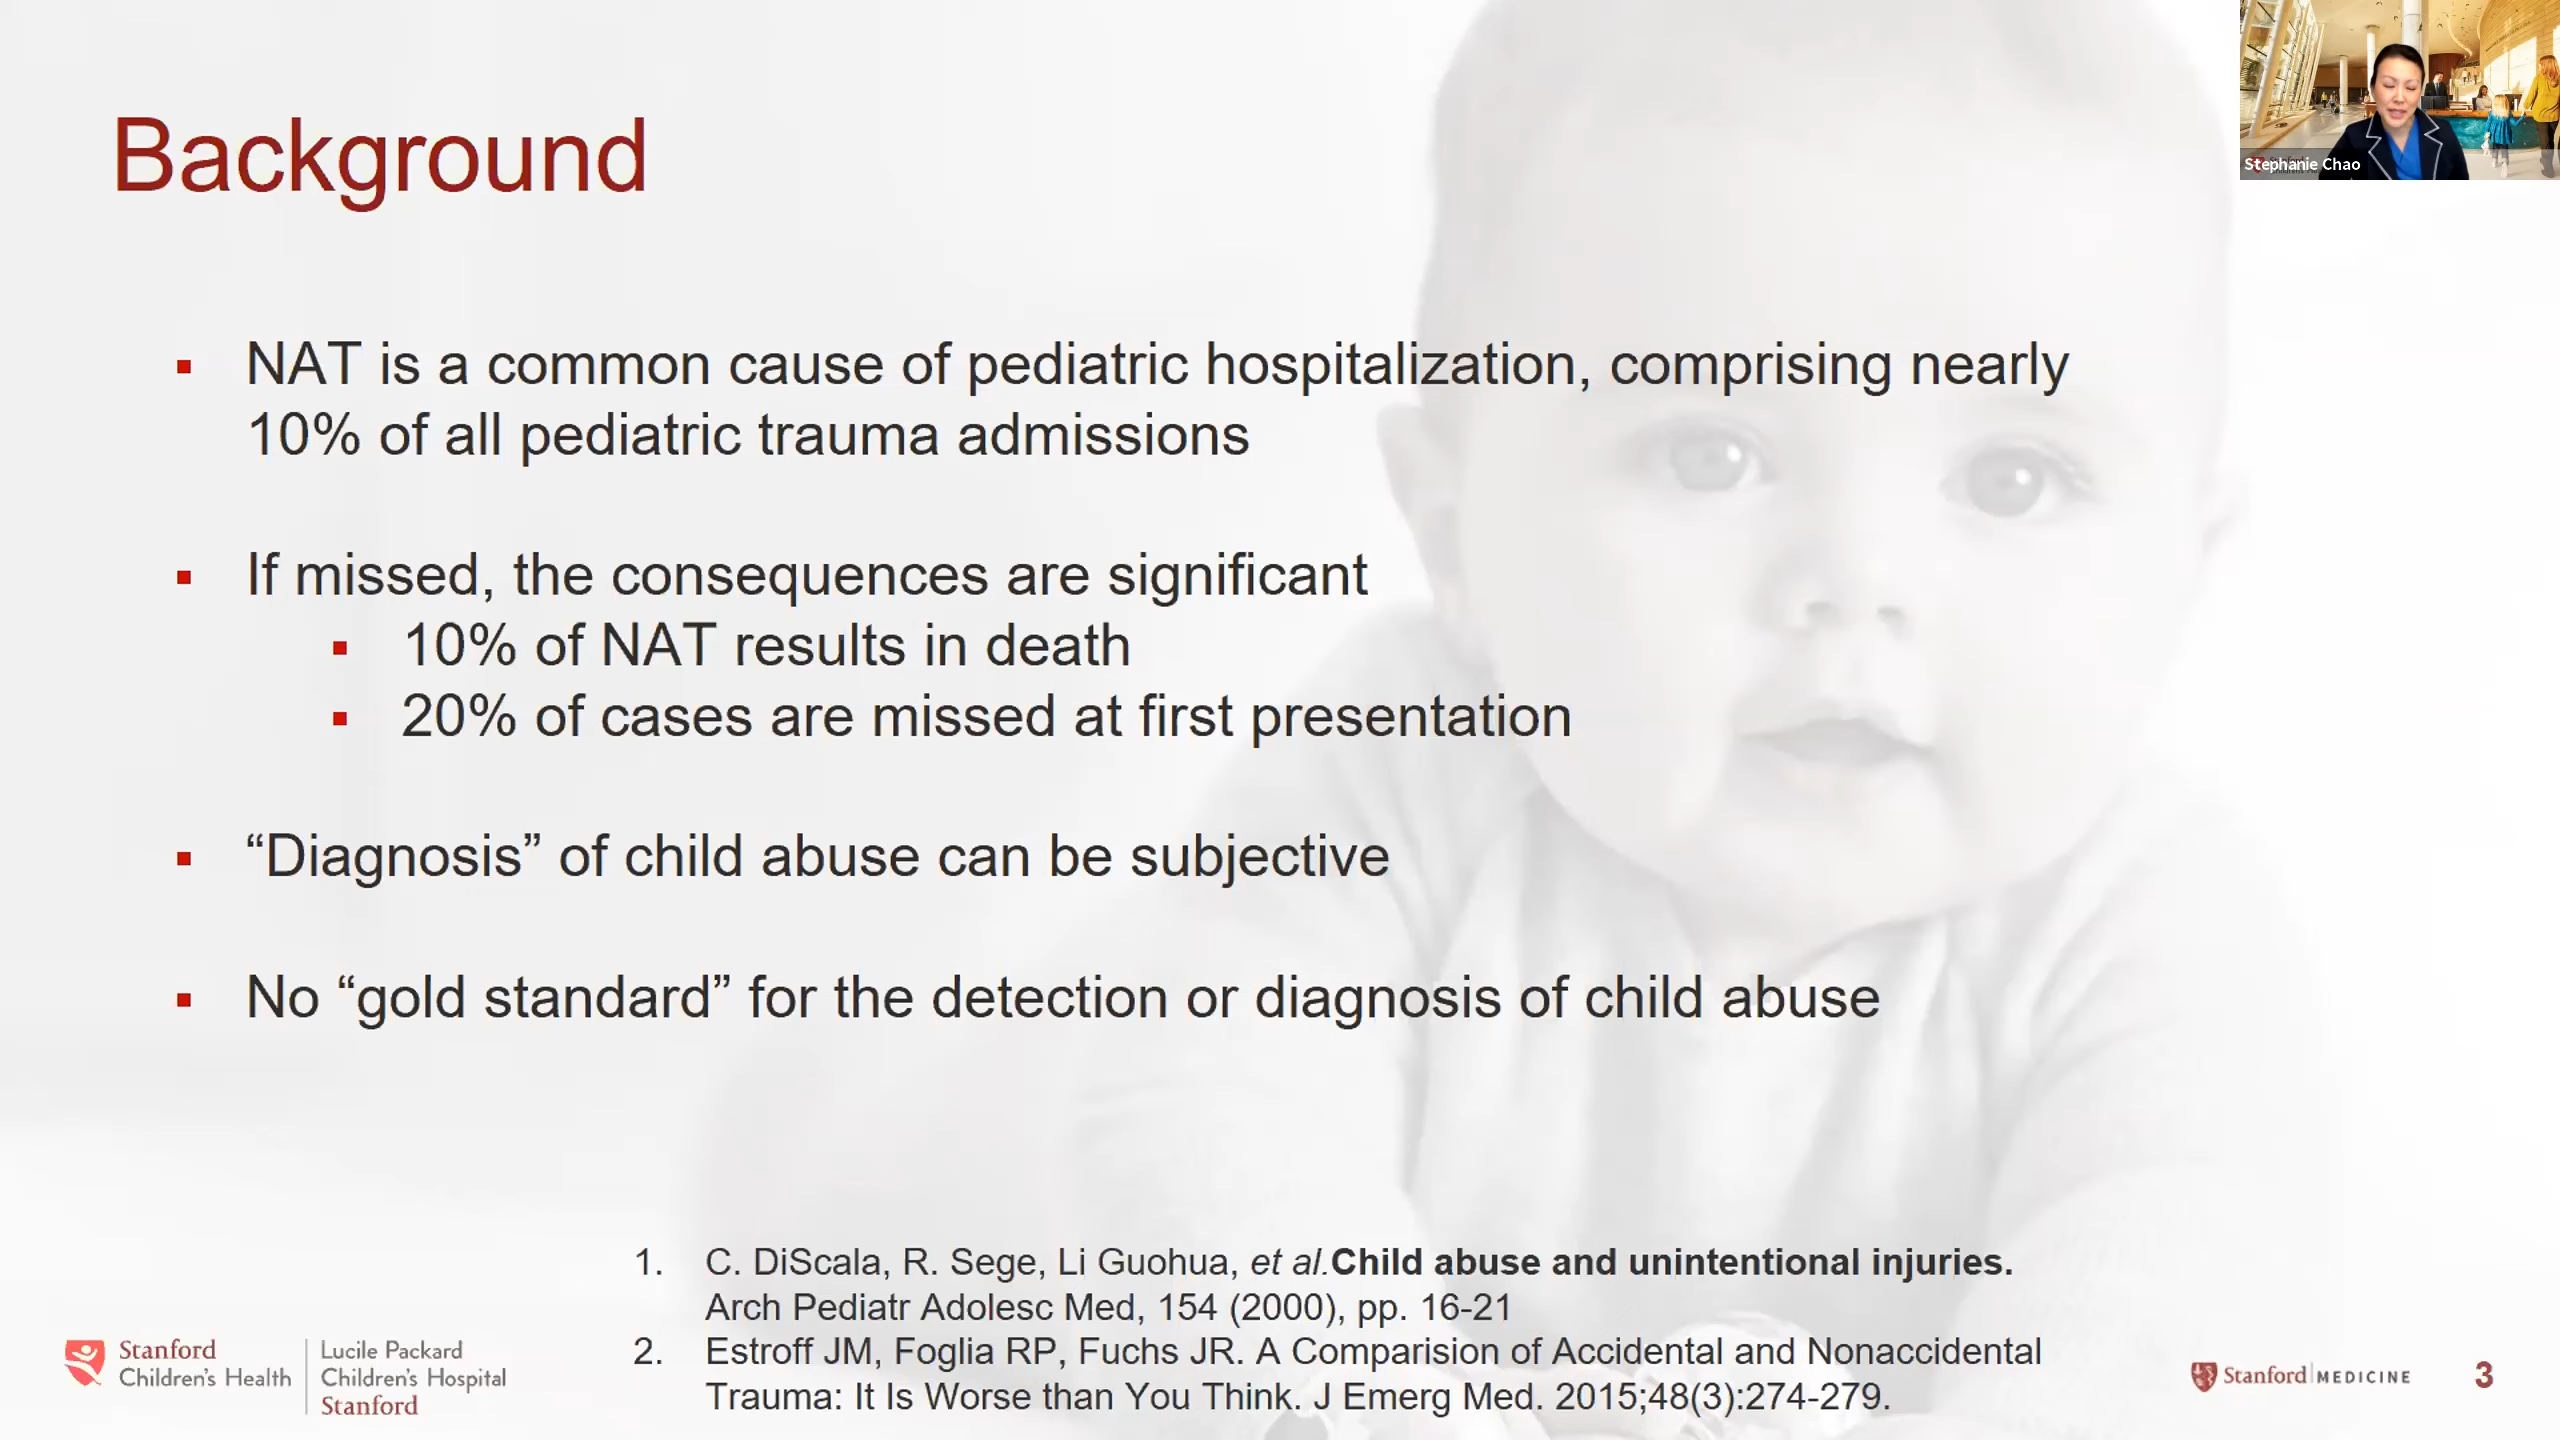 Background
Stephanie Chao
▪ NAT is a common cause of pediatric hospitalization, comprising nearly
10% of all pediatric trauma admissions
▪ If missed, the consequences are significant
▪ 10% of NAT results in death
▪ 20% of cases are missed at first presentation
▪ “Diagnosis” of child abuse can be subjective
▪ No “gold standard” for the detection or diagnosis of child abuse
1. C. DiScala, R. Sege, Li Guohua, et al.Child abuse and unintentional injuries.
Arch Pediatr Adolesc Med, 154 (2000), pp. 16-21
2. Estroff JM, Foglia RP, Fuchs JR. A Comparision of Accidental and Nonaccidental
Trauma: It Is Worse than You Think. J Emerg Med. 2015;48(3):274-279.
Stanford
Children’s Health
Lucile Packard
Children’s Hospital
Stanford
Stanford MEDICINE
3